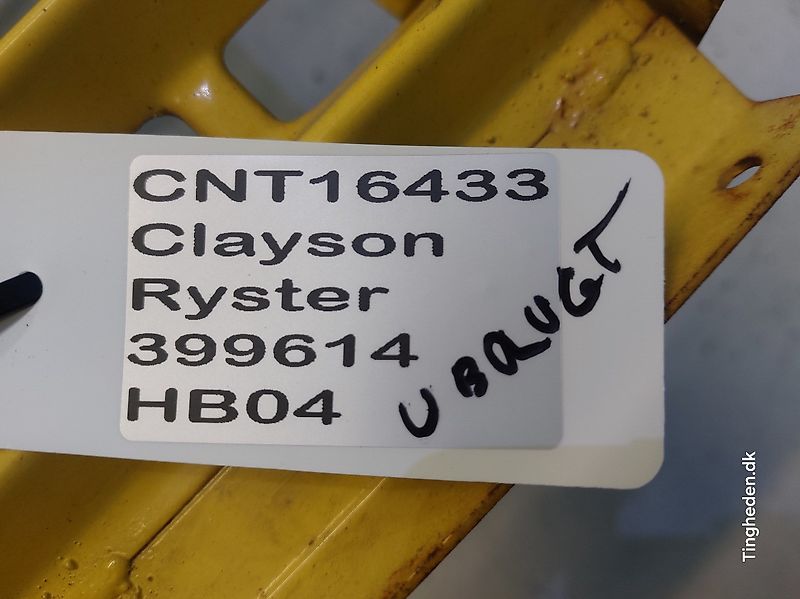 CNT16433
Clayson
Ryster
399614
HB04
UBRUGT
Tingheden.dk